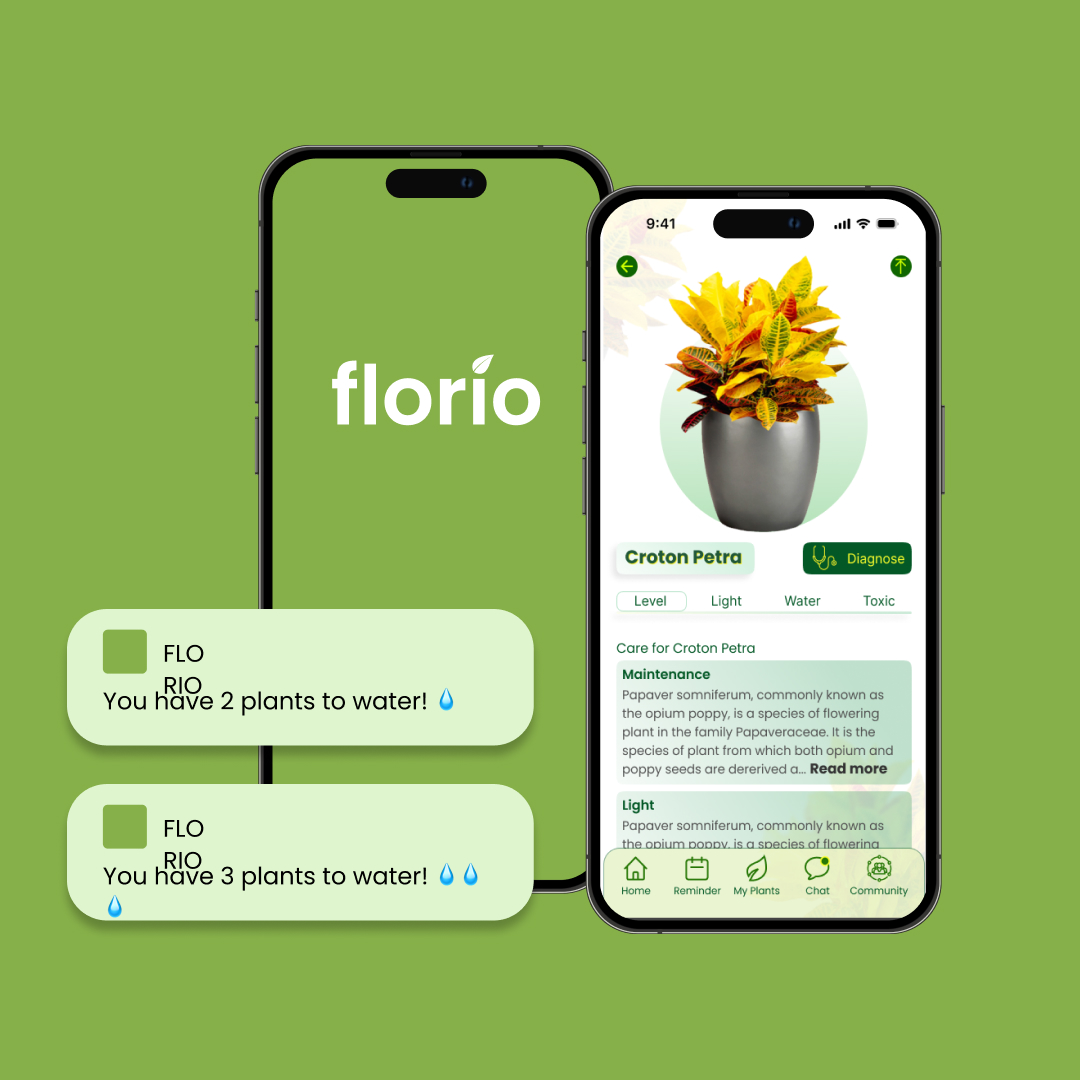 florio
9:41
Croton Petra
Diagnose
Level Light Water Toxic
Care for Croton Petra
Maintenance
Papaver somniferum, commonly known as
the opium poppy, is a species of flowering
plant in the family Papaveraceae. It is the
species of plant from which both opium and
poppy seeds are dererived a... Read more
Light
Papaver somniferum, commonly known as
the opium poppy, is a species of flowering
Home Reminder My Plants Chat Community
FLO
RIO
You have 2 plants to water! 💧
FLO
RIO
You have 3 plants to water! 💧💧
💧